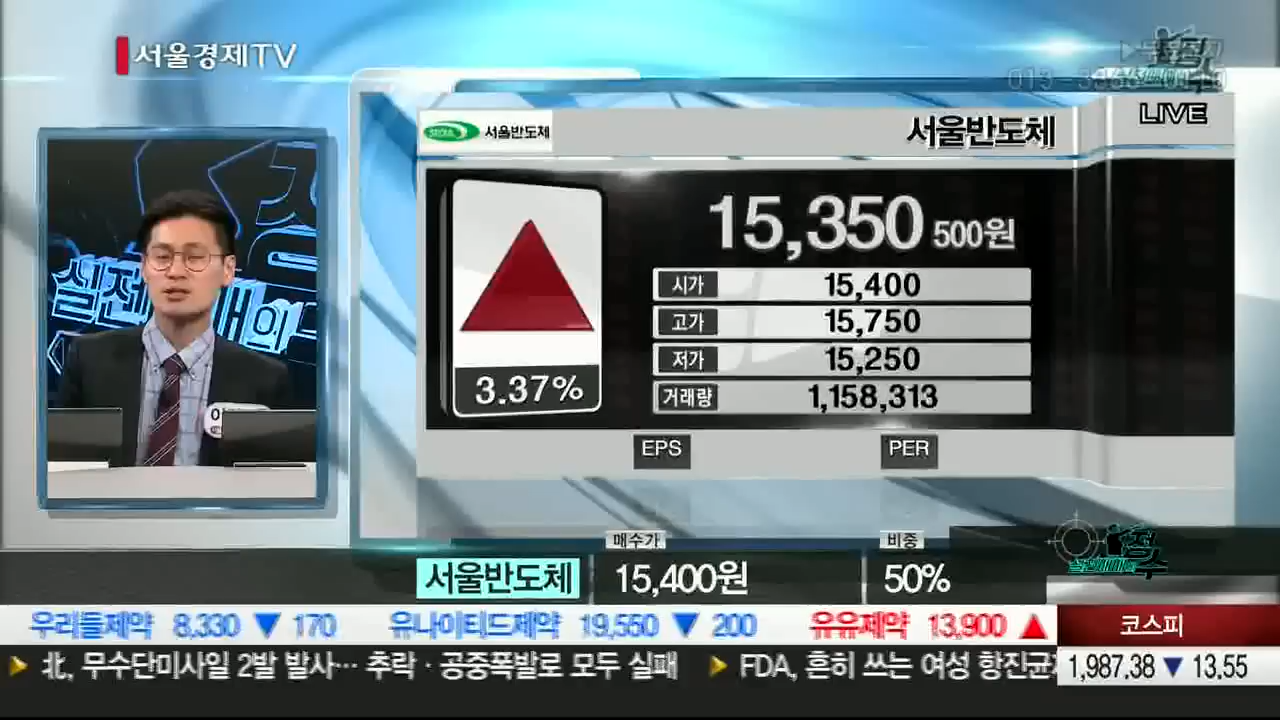 서울경제TV
LIVE
서울반도체
서울반도체
15,350 500원
3.37%
시가 15,400
고가 15,750
저가 15,250
거래량 1,158,313
EPS PER
매수가 비중
서울반도체 15,400원 50%
우리들제약 8,330 ▼ 170 유나이티드제약 19,550 ▼ 200 유유제약 13,900 ▲
코스피
1,987.38 ▼ 13.55
北, 무수단미사일 2발 발사… 추락·공중폭발로 모두 실패 FDA, 흔히 쓰는 여성 항진균